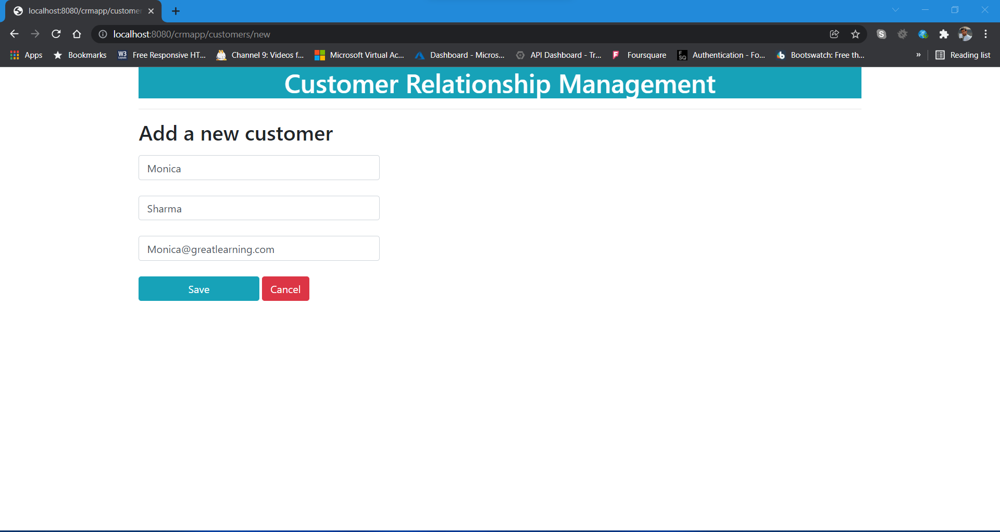 localhost:8080/crmapp/customer
localhost:8080/crmapp/customers/new
Apps Bookmarks W3 Free Responsive HT... Channel 9: Videos f... Microsoft Virtual Ac... Dashboard - Micros... API Dashboard - Tr... Foursquare FSQ Authentication - Fo... Bootswatch: Free th... » Reading list
Customer Relationship Management
Add a new customer
Monica
Sharma
Monica@greatlearning.com
Save Cancel